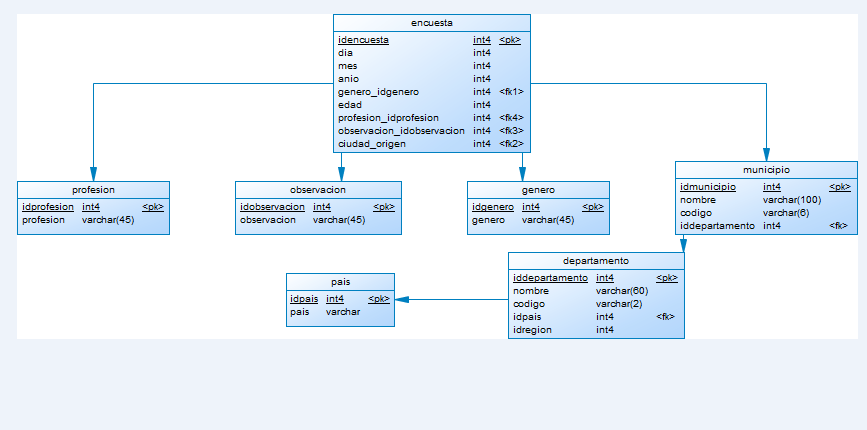 encuesta
idencuesta int4 <pk>
dia int4
mes int4
anio int4
genero_idgenero int4 <fk1>
edad int4
profesion_idprofesion int4 <fk4>
observacion_idobservacion int4 <fk3>
ciudad_origen int4 <fk2>
profesion
idprofesion int4 <pk>
profesion varchar(45)
observacion
idobservacion int4 <pk>
observacion varchar(45)
genero
idgenero int4 <pk>
genero varchar(45)
municipio
idmunicipio int4 <pk>
nombre varchar(100)
codigo varchar(6)
iddepartamento int4 <fk>
departamento
iddepartamento int4 <pk>
nombre varchar(60)
codigo varchar(2)
idpais int4 <fk>
idregion int4
pais
idpais int4 <pk>
pais varchar